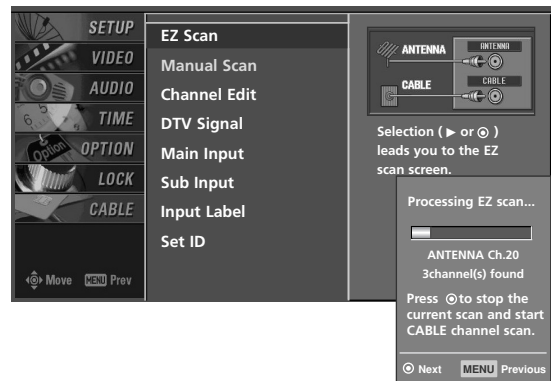 SETUP
VIDEO
AUDIO
TIME
OPTION
LOCK
CABLE
Move MENU Prev
EZ Scan
Manual Scan
Channel Edit
DTV Signal
Main Input
Sub Input
Input Label
Set ID
ANTENNA
ANTENNA
CABLE
CABLE
Selection ( ▶ or ⊙ )
leads you to the EZ
scan screen.
Processing EZ scan...
ANTENNA Ch.20
3channel(s) found
Press ⊙to stop the
current scan and start
CABLE channel scan.
⊙ Next MENU Previous